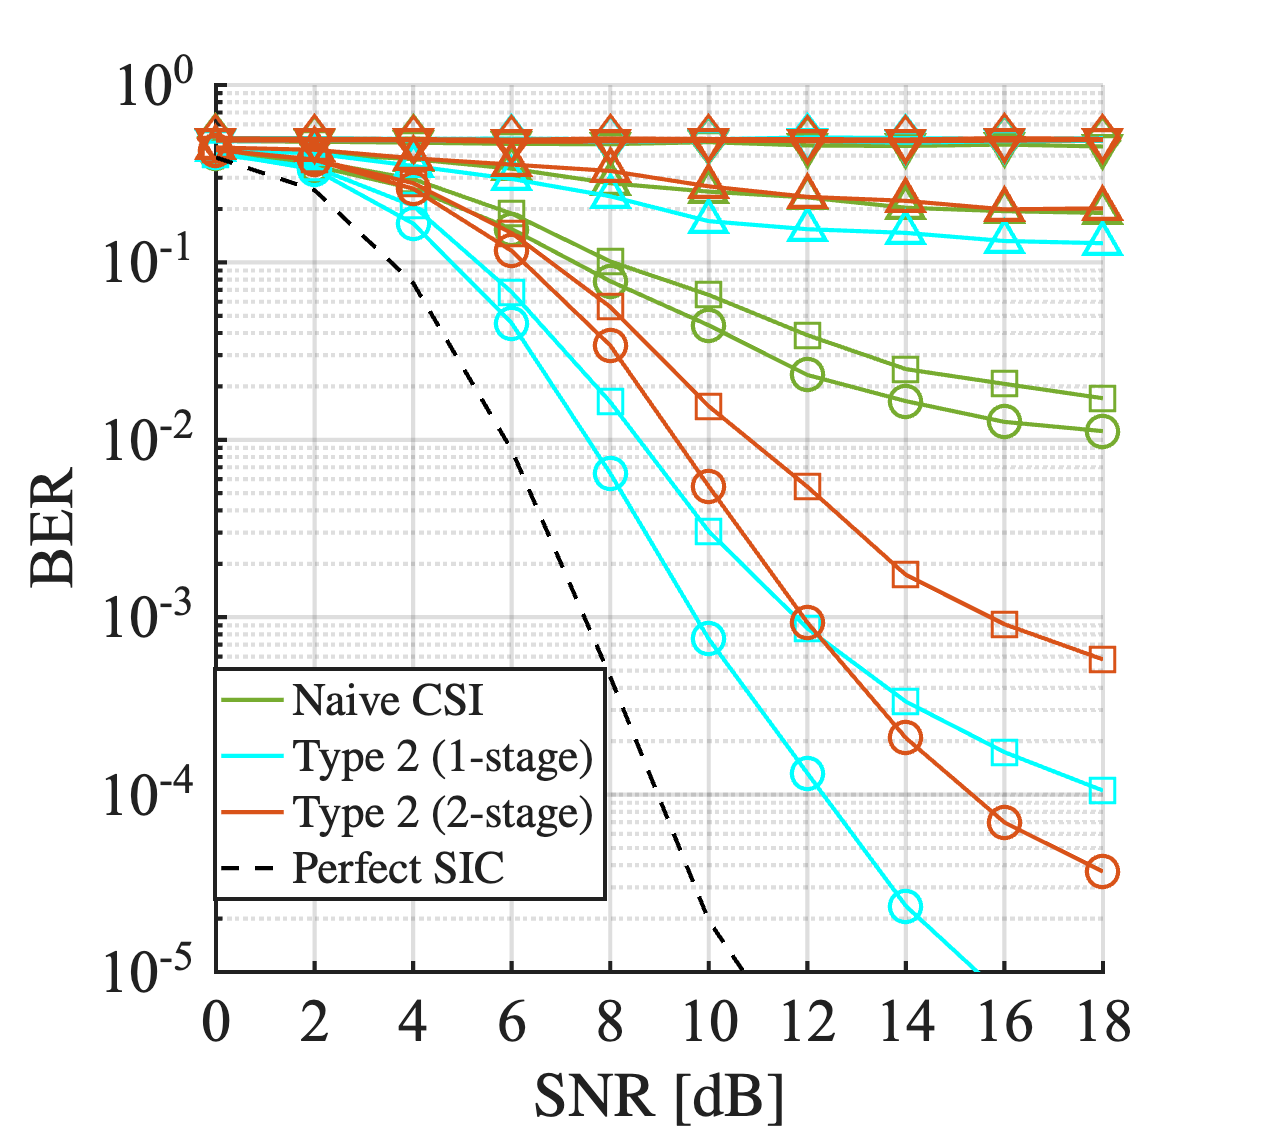 10^0
10^-1
10^-2
10^-3
10^-4
10^-5
BER
Naive CSI
Type 2 (1-stage)
Type 2 (2-stage)
Perfect SIC
0 2 4 6 8 10 12 14 16 18
SNR [dB]